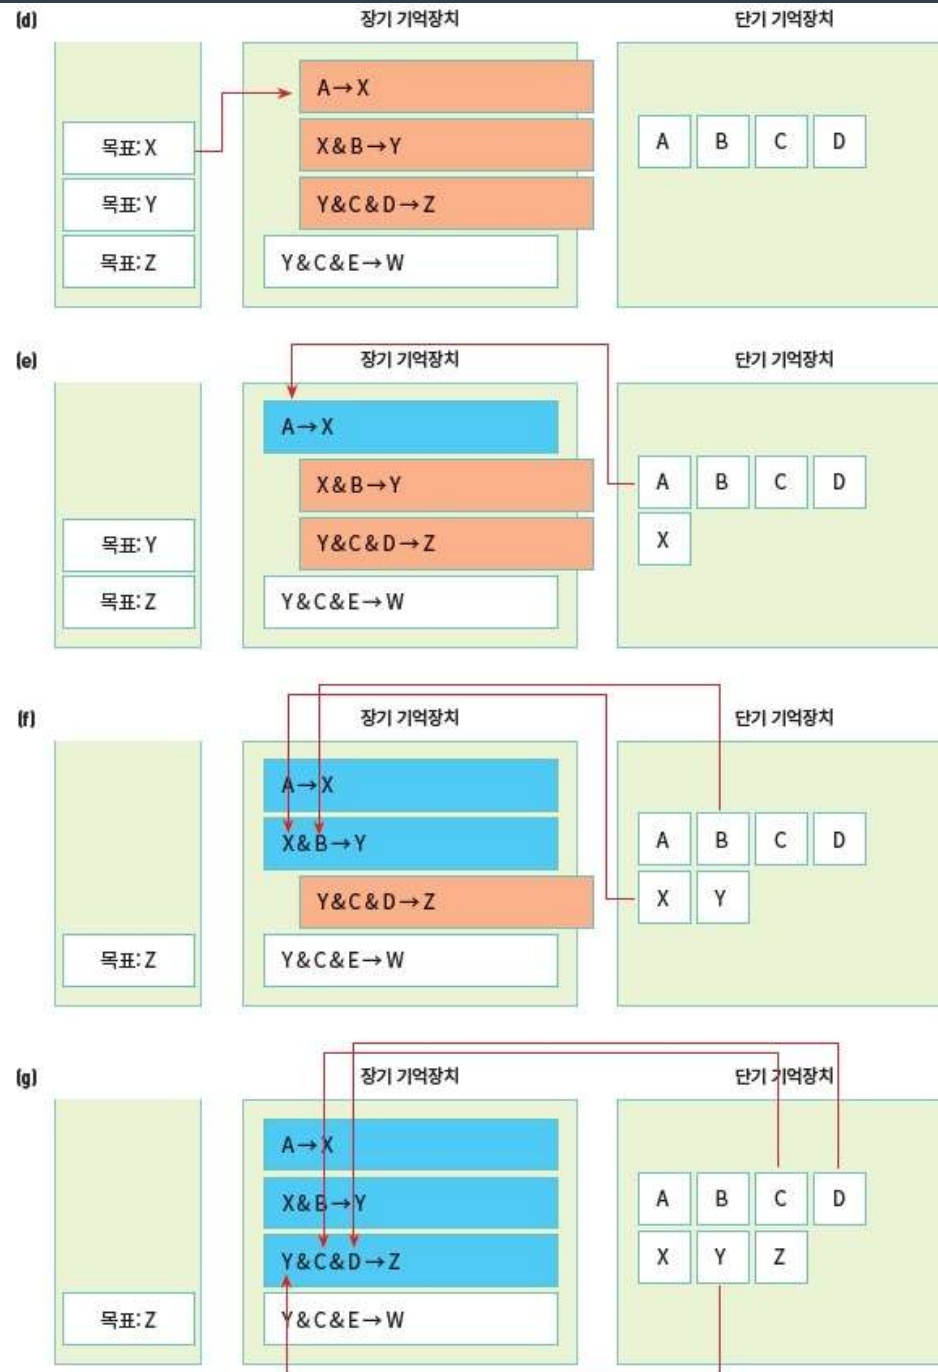 (d)
장기 기억장치
단기 기억장치
목표: X
목표: Y
목표: Z
A→X
X&B→Y
Y&C&D→Z
Y&C&E→W
A B C D
(e)
장기 기억장치
단기 기억장치
목표: Y
목표: Z
A→X
X&B→Y
Y&C&D→Z
Y&C&E→W
A B C D
X
(f)
장기 기억장치
단기 기억장치
목표: Z
A→X
X&B→Y
Y&C&D→Z
Y&C&E→W
A B C D
X Y
(g)
장기 기억장치
단기 기억장치
목표: Z
A→X
X&B→Y
Y&C&D→Z
Y&C&E→W
A B C D
X Y Z